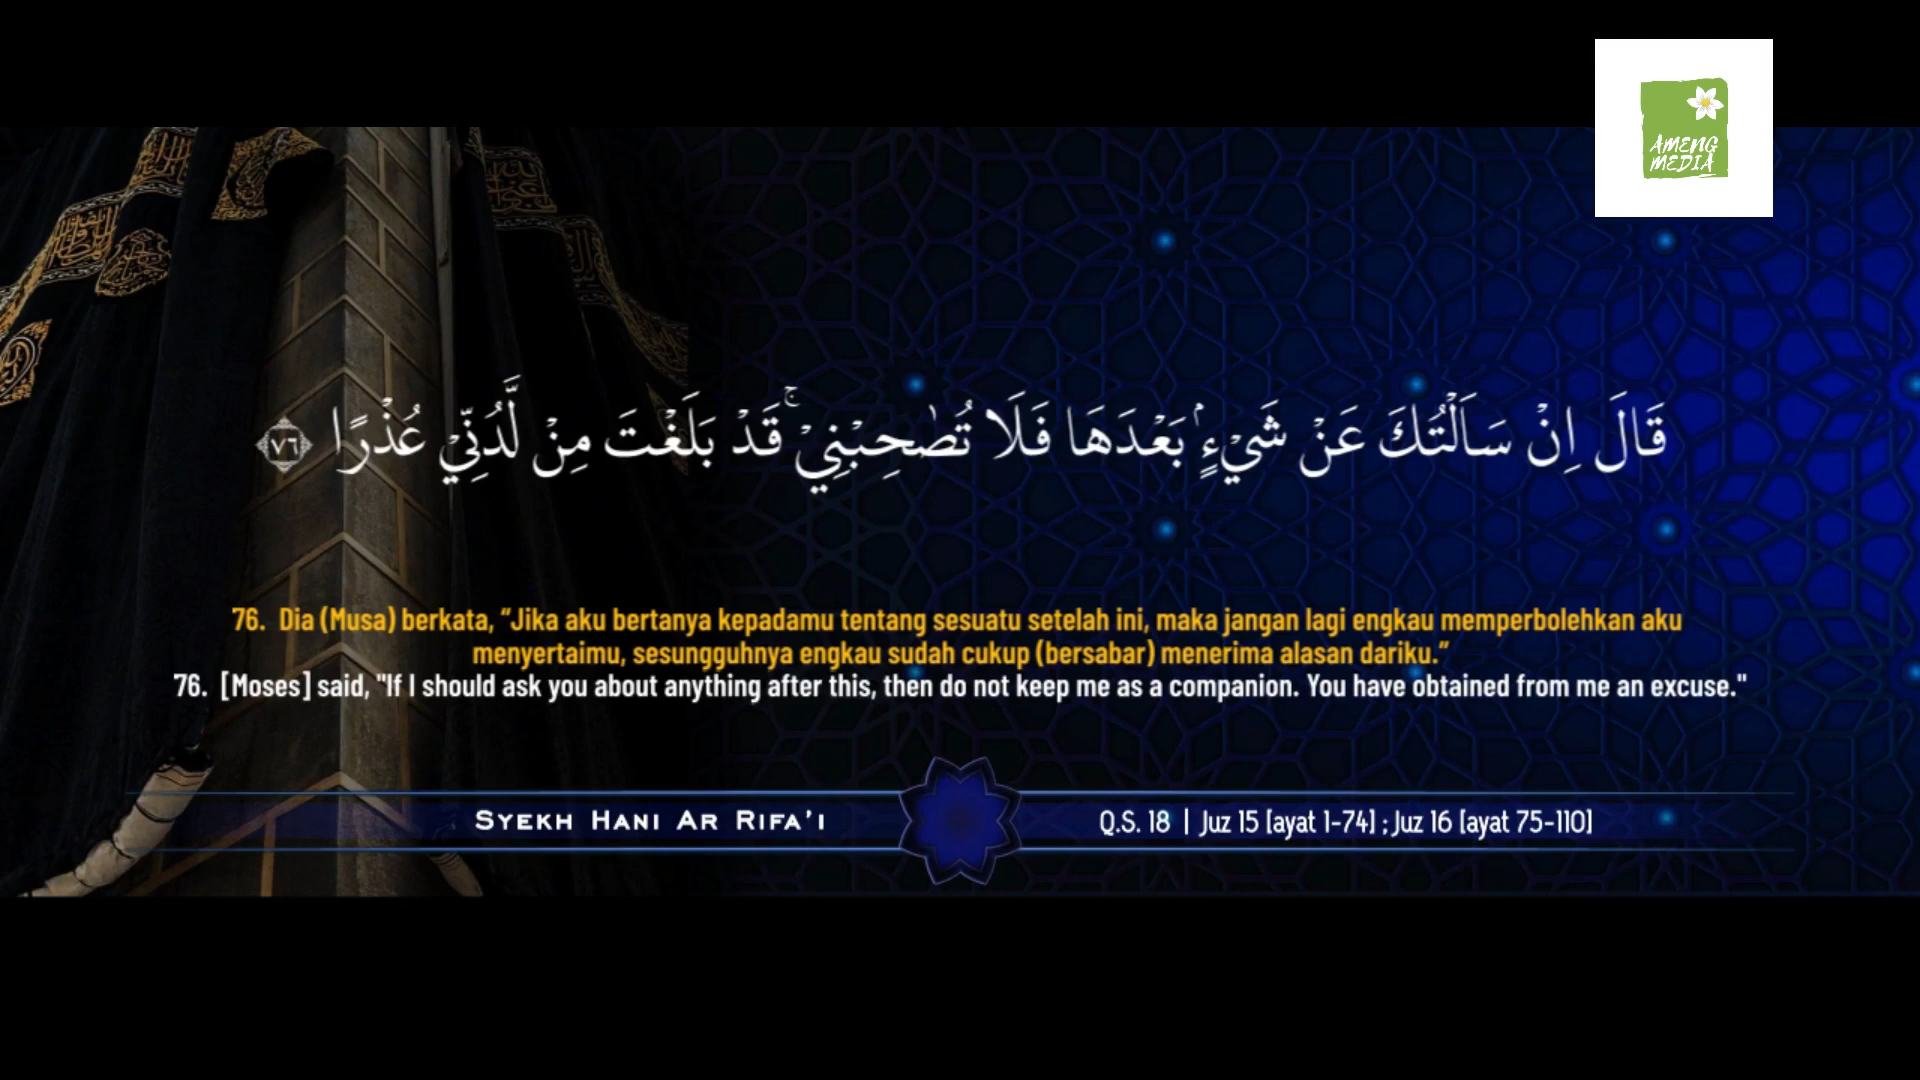 AMENG
MEDIA
قَالَ اِنْ سَاَلْتُكَ عَنْ شَيْءٍۢ بَعْدَهَا فَلَا تُصٰحِبْنِيْۚ قَدْ بَلَغْتَ مِنْ لَّدُنِّيْ عُذْرًا ٧٦
76. Dia (Musa) berkata, “Jika aku bertanya kepadamu tentang sesuatu setelah ini, maka jangan lagi engkau memperbolehkan aku
menyertaimu, sesungguhnya engkau sudah cukup (bersabar) menerima alasan dariku.”
76. [Moses] said, "If I should ask you about anything after this, then do not keep me as a companion. You have obtained from me an excuse."
Syekh Hani Ar Rifa’i
Q.S. 18 | Juz 15 [ayat 1-74] ; Juz 16 [ayat 75-110]